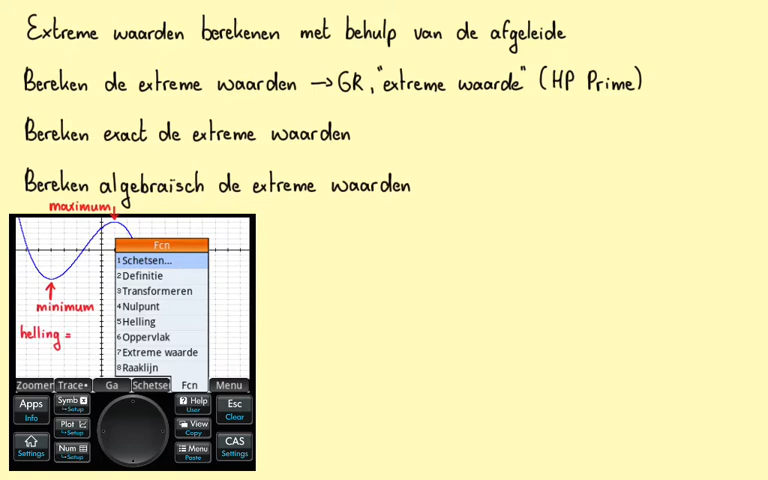 Extreme waarden berekenen met behulp van de afgeleide
Bereken de extreme waarden → GR, "extreme waarde" (HP Prime)
Bereken exact de extreme waarden
Bereken algebraïsch de extreme waarden
maximum
Fcn
1 Schetsen...
2 Definitie
3 Transformeren
4 Nulpunt
5 Helling
6 Oppervlak
7 Extreme waarde
8 Raaklijn
minimum
helling =
Zoomen Trace• Ga Schetse Fcn Menu
Apps Info
Symb Setup
Help User
Esc Clear
Plot Setup
View Copy
Settings
Num Setup
Menu Paste
CAS Settings